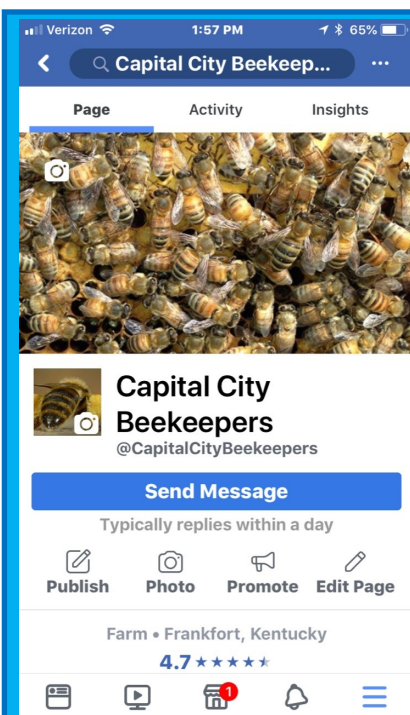 Verizon 1:57 PM 65%
Capital City Beekeep...
Page Activity Insights
Capital City
Beekeepers
@CapitalCityBeekeepers
Send Message
Typically replies within a day
Publish Photo Promote Edit Page
Farm • Frankfort, Kentucky
4.7
1